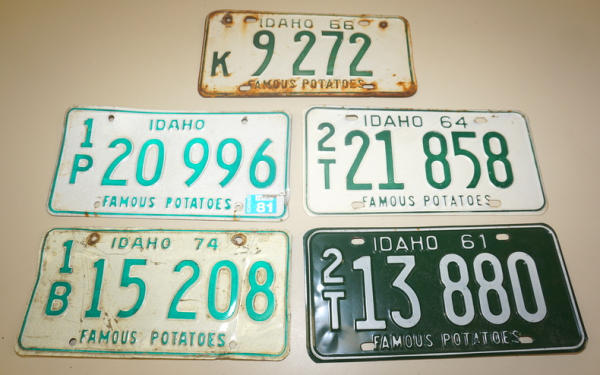 IDAHO 66
K 9 272
FAMOUS POTATOES
IDAHO
1P 20 996
FAMOUS POTATOES
81
IDAHO 64
2T 21 858
FAMOUS POTATOES
IDAHO 74
1B 15 208
FAMOUS POTATOES
IDAHO 61
2T 13 880
FAMOUS POTATOES